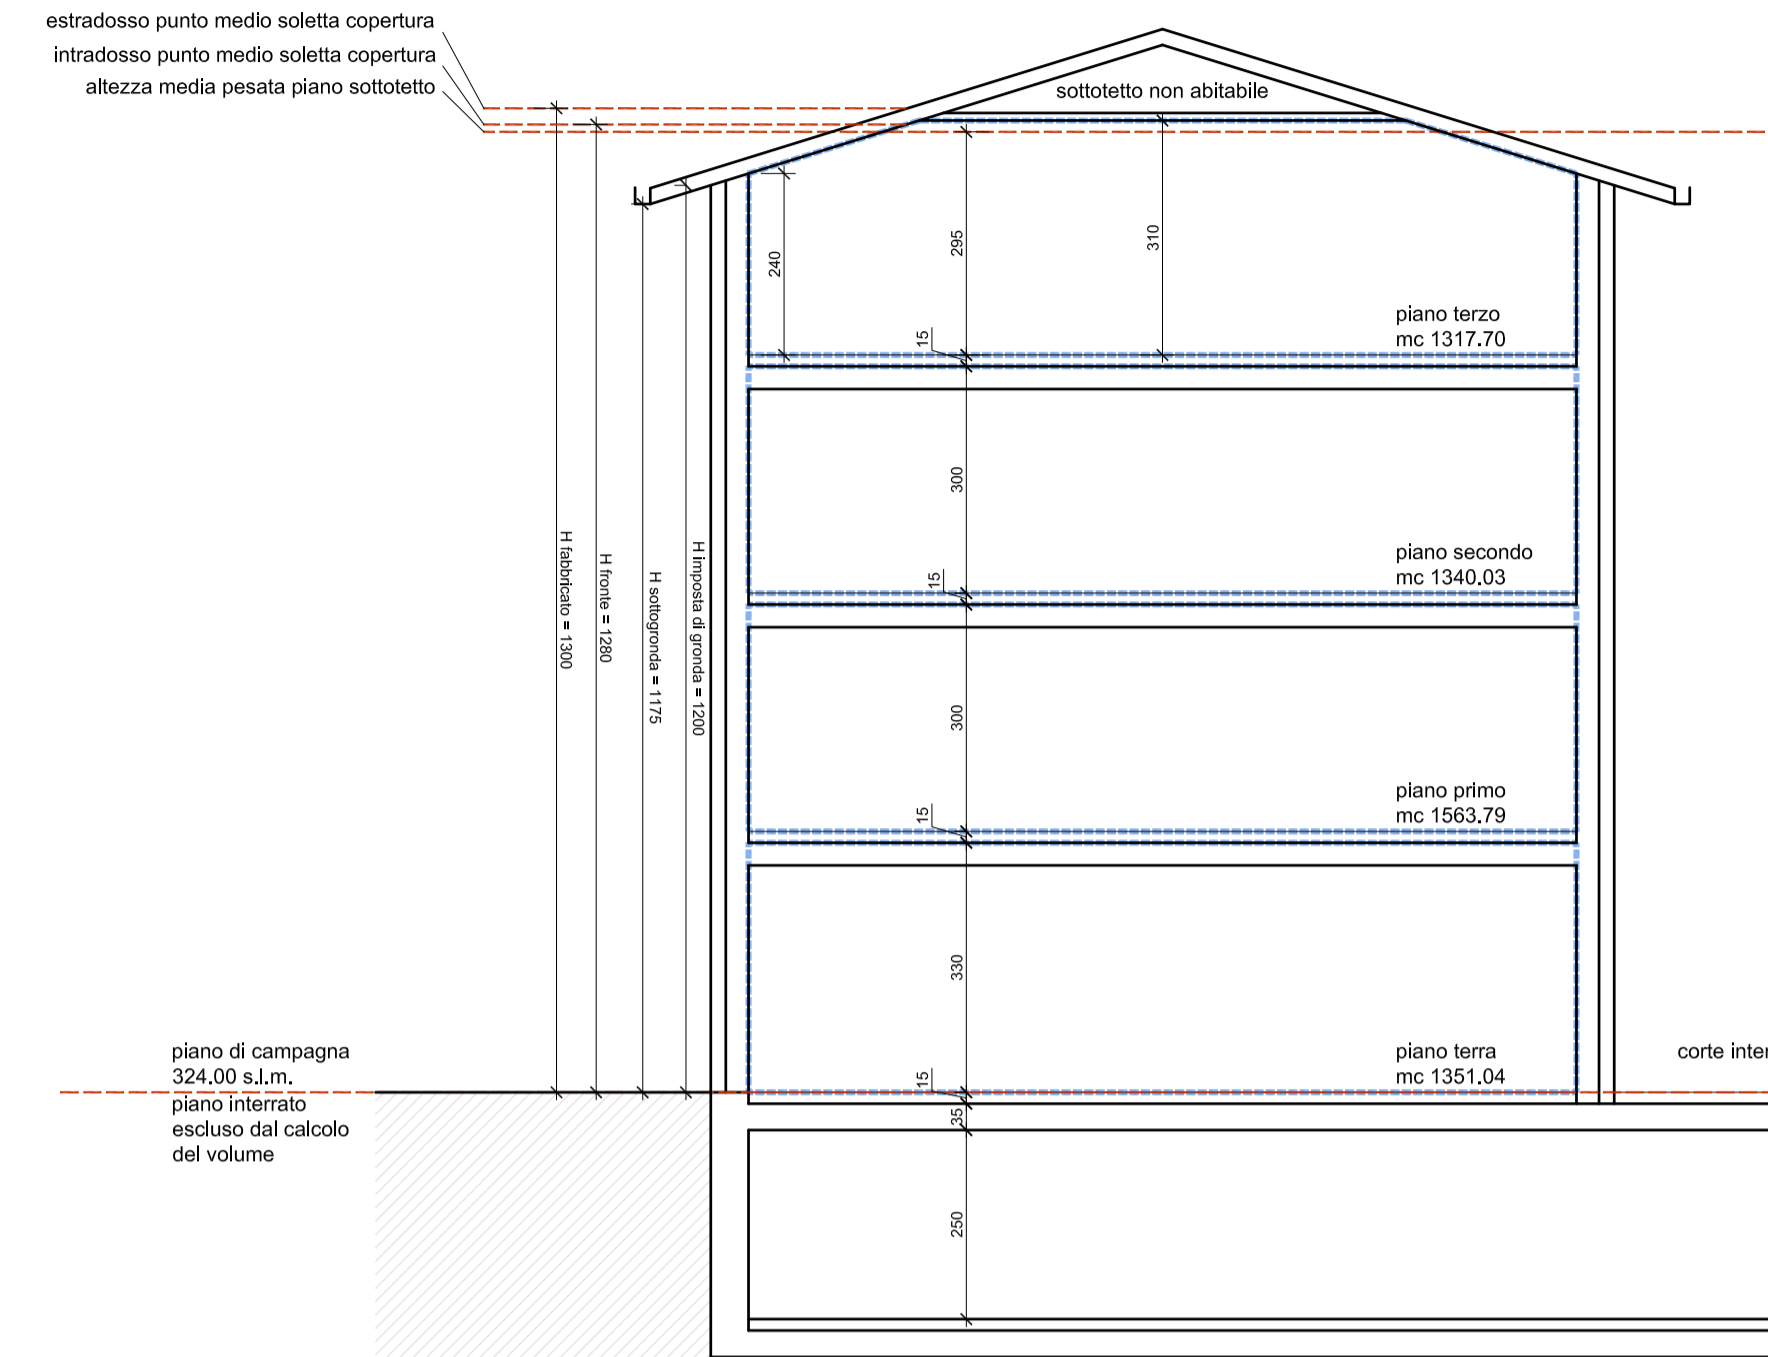 estradosso punto medio soletta copertura
intradosso punto medio soletta copertura
altezza media pesata piano sottotetto
sottotetto non abitabile
240
295
310
15
piano terzo
mc 1317.70
300
15
piano secondo
mc 1340.03
H fabbricato = 1300
H fronte = 1280
H sottogronda = 1175
H imposta di gronda = 1200
300
15
piano primo
mc 1563.79
330
15
piano terra
mc 1351.04
corte inter
piano di campagna
324.00 s.l.m.
piano interrato
escluso dal calcolo
del volume
335
250